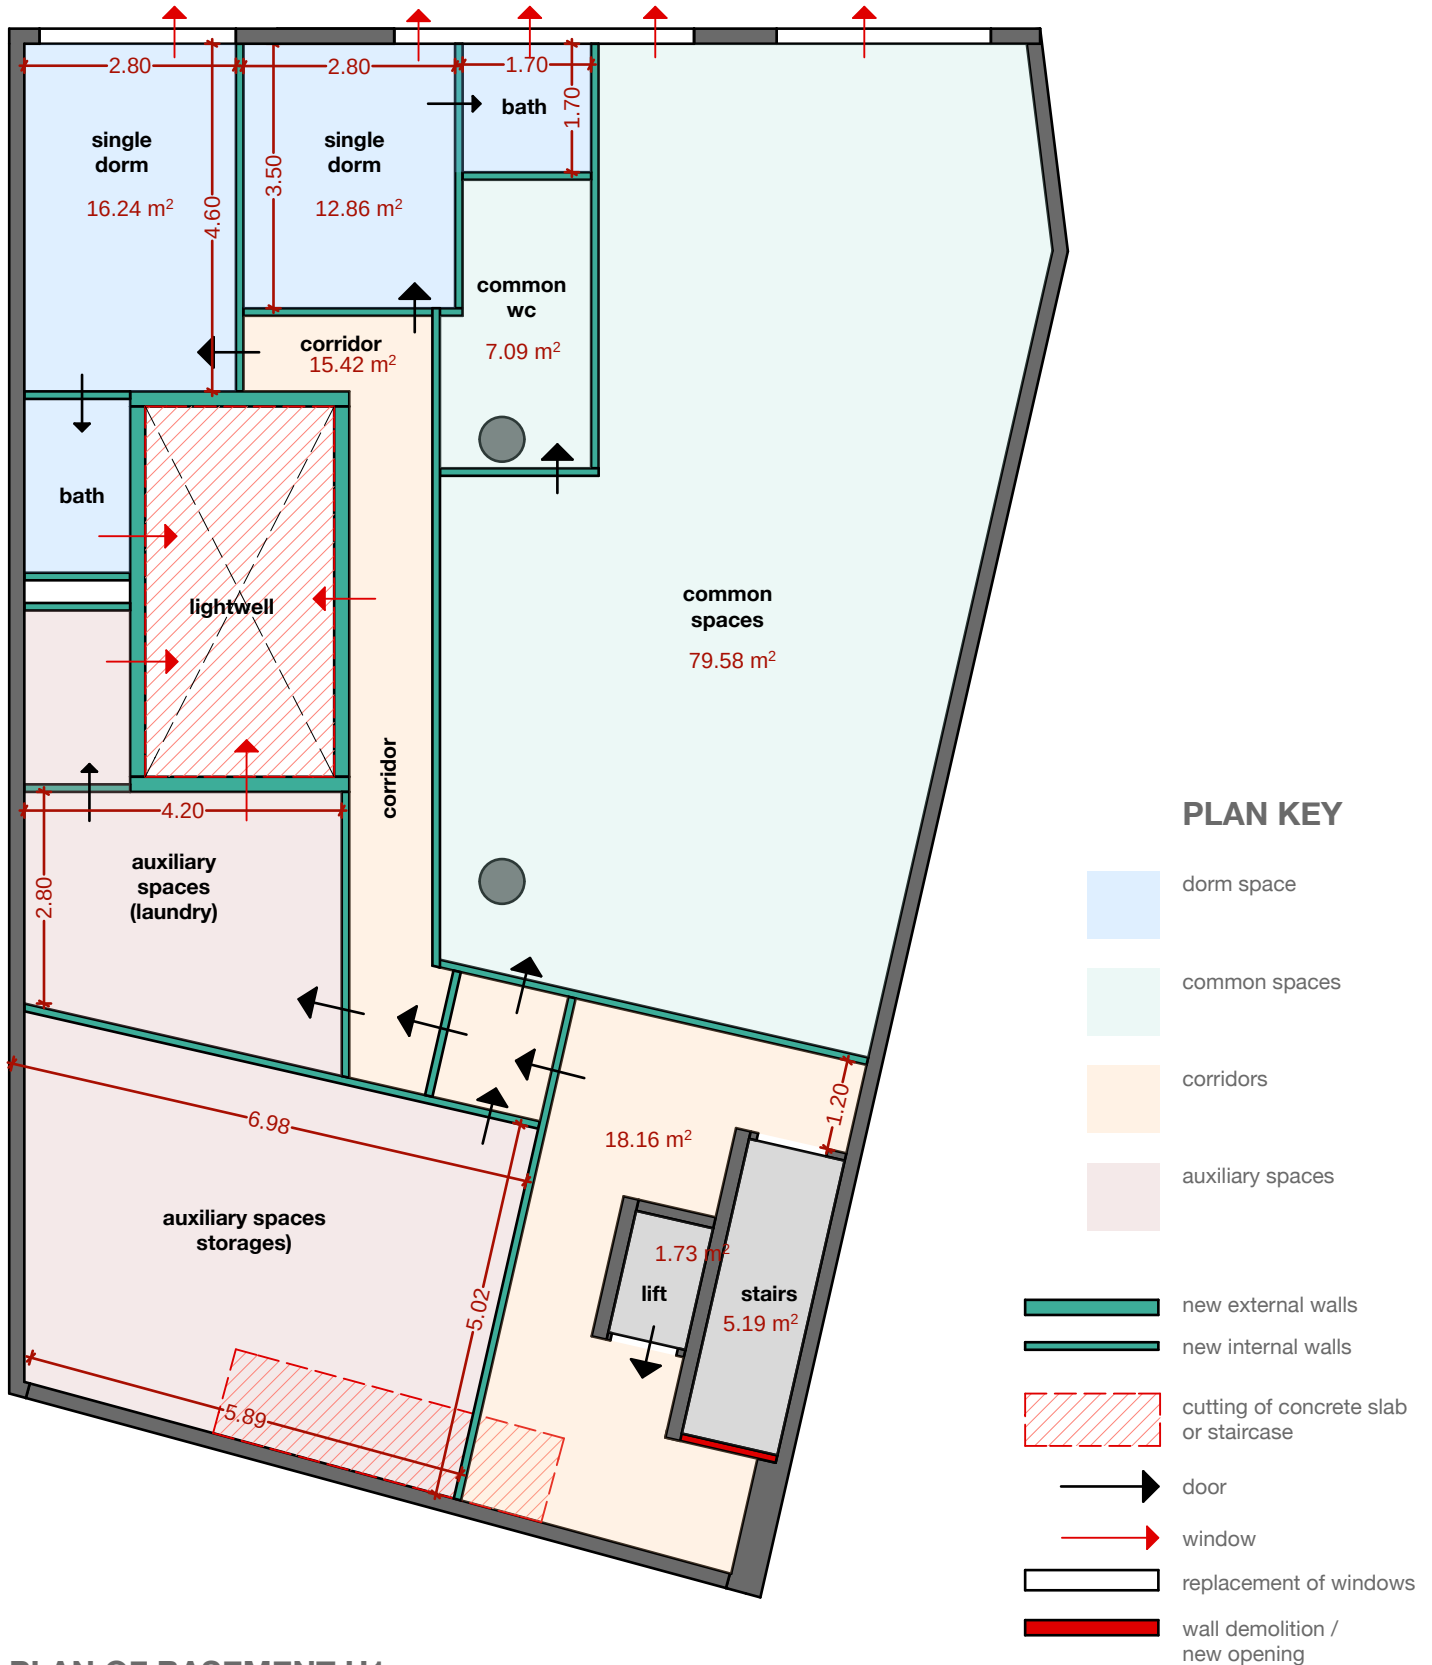 2.80
2.80
1.70
bath
1.70
single
dorm
16.24 m²
4.60
3.50
single
dorm
12.86 m²
common
wc
7.09 m²
corridor
15.42 m²
bath
lightwell
common
spaces
79.58 m²
corridor
4.20
auxiliary
spaces
(laundry)
2.80
6.98
18.16 m²
1.20
auxiliary spaces
storages)
1.73 m²
lift
stairs
5.19 m²
5.02
5.89
PLAN KEY
dorm space
common spaces
corridors
auxiliary spaces
new external walls
new internal walls
cutting of concrete slab
or staircase
door
window
replacement of windows
wall demolition /
new opening
PLAN OF BASEMENT